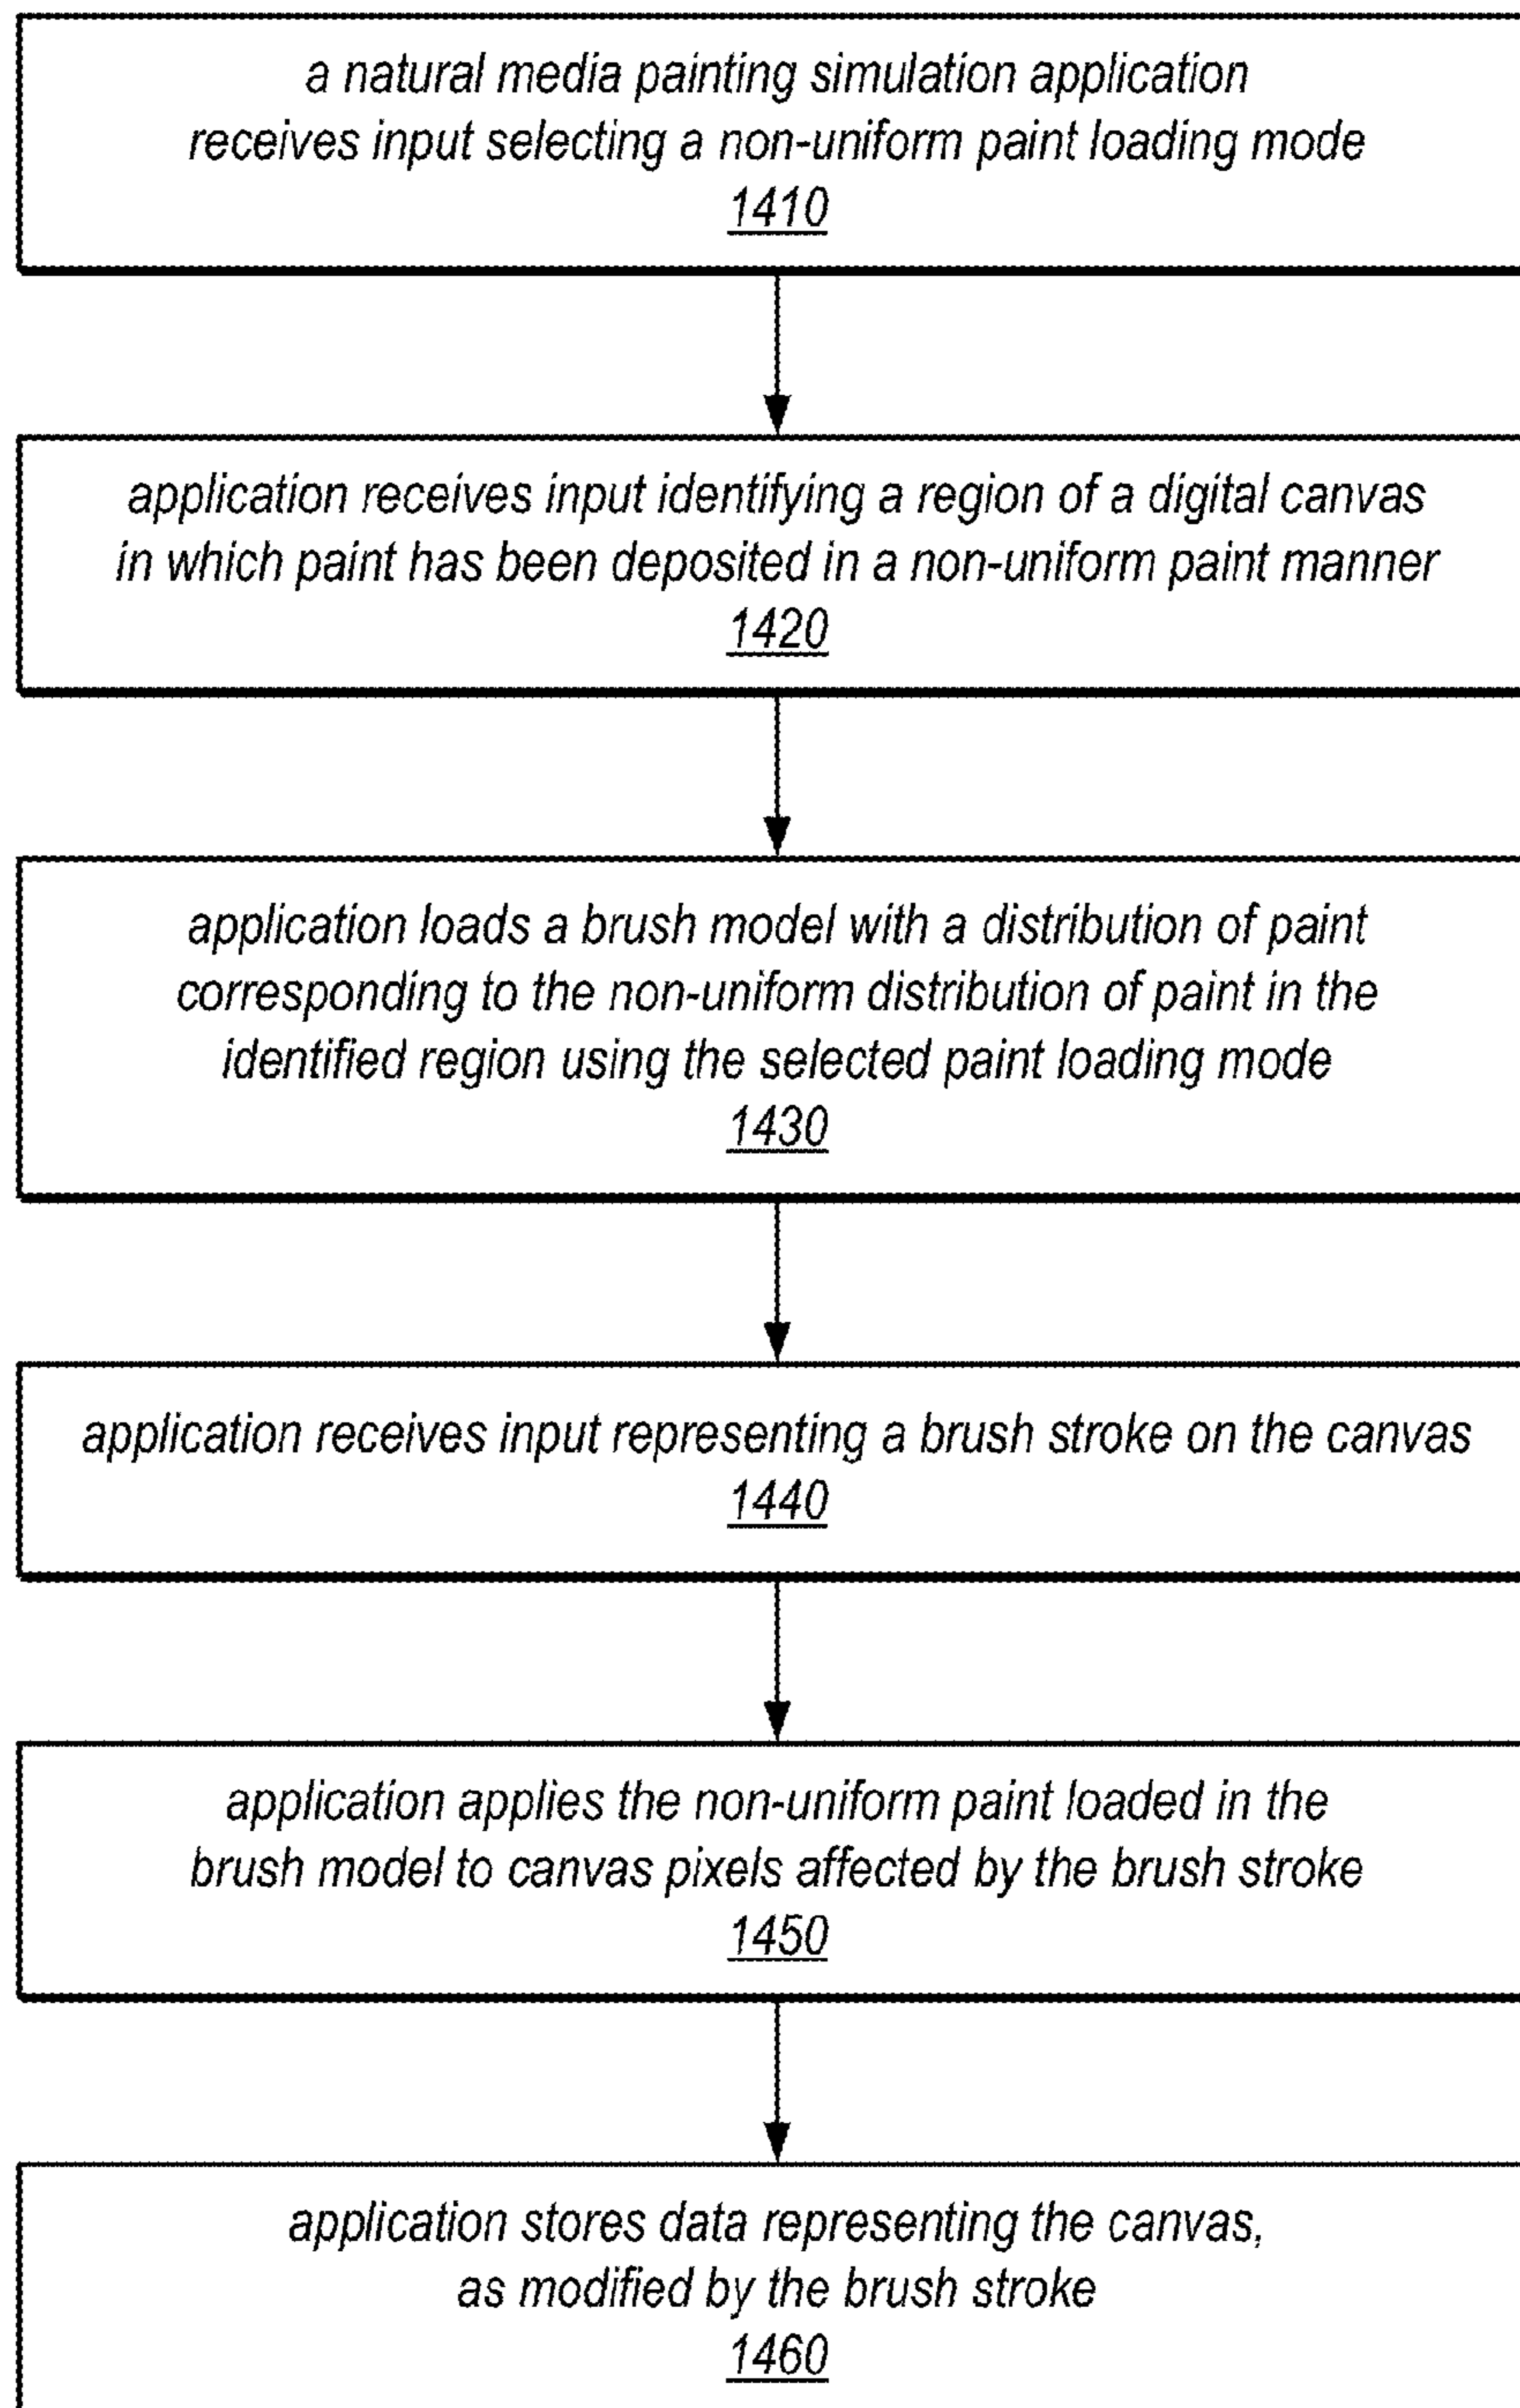 a natural media painting simulation application
receives input selecting a non-uniform paint loading mode
1410
application receives input identifying a region of a digital canvas
in which paint has been deposited in a non-uniform paint manner
1420
application loads a brush model with a distribution of paint
corresponding to the non-uniform distribution of paint in the
identified region using the selected paint loading mode
1430
application receives input representing a brush stroke on the canvas
1440
application applies the non-uniform paint loaded in the
brush model to canvas pixels affected by the brush stroke
1450
application stores data representing the canvas,
as modified by the brush stroke
1460